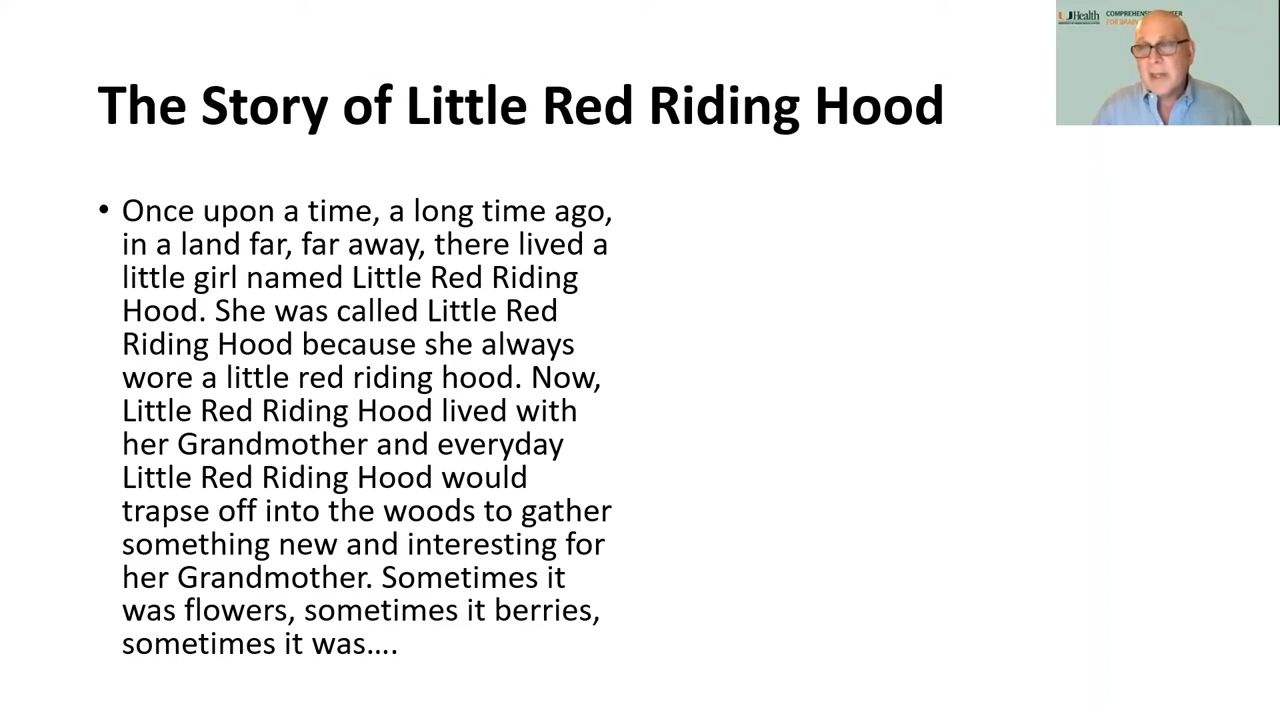 UHealth
COMPREHENSIVE
FOR BRAIN
The Story of Little Red Riding Hood
• Once upon a time, a long time ago,
in a land far, far away, there lived a
little girl named Little Red Riding
Hood. She was called Little Red
Riding Hood because she always
wore a little red riding hood. Now,
Little Red Riding Hood lived with
her Grandmother and everyday
Little Red Riding Hood would
trapse off into the woods to gather
something new and interesting for
her Grandmother. Sometimes it
was flowers, sometimes it berries,
sometimes it was….